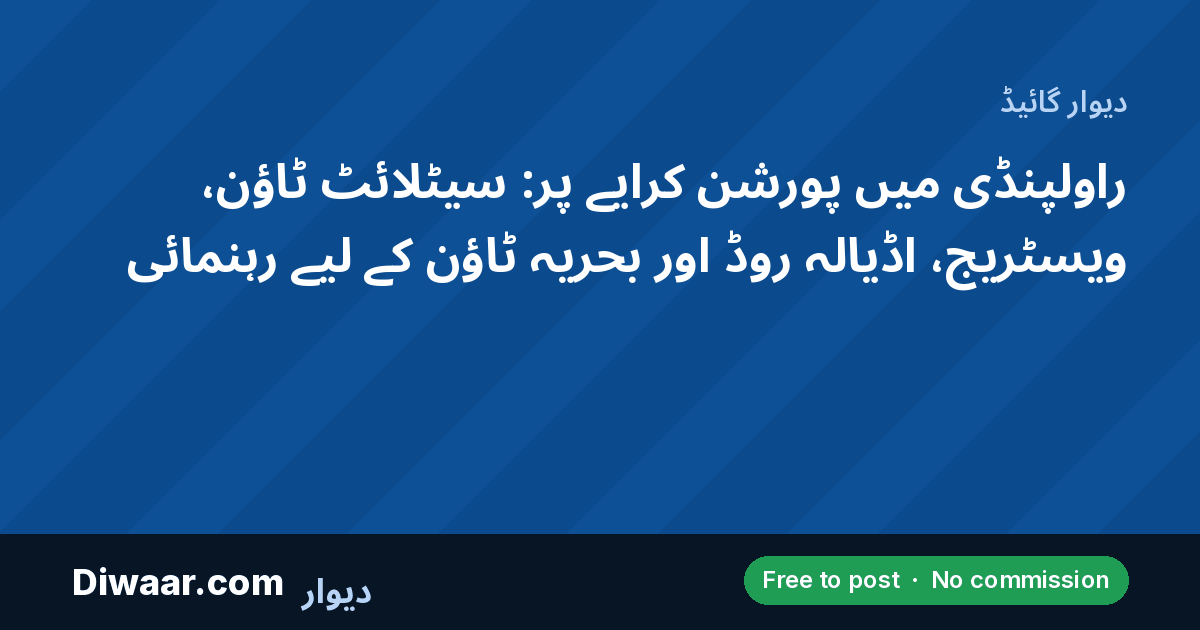 دیوار گائیڈ
راولپنڈی میں پورشن کرایے پر: سیٹلائٹ ٹاؤن،
ویسٹریج، اڈیالہ روڈ اور بحریہ ٹاؤن کے لیے رہنمائی
Diwaar.com دیوار
Free to post · No commission